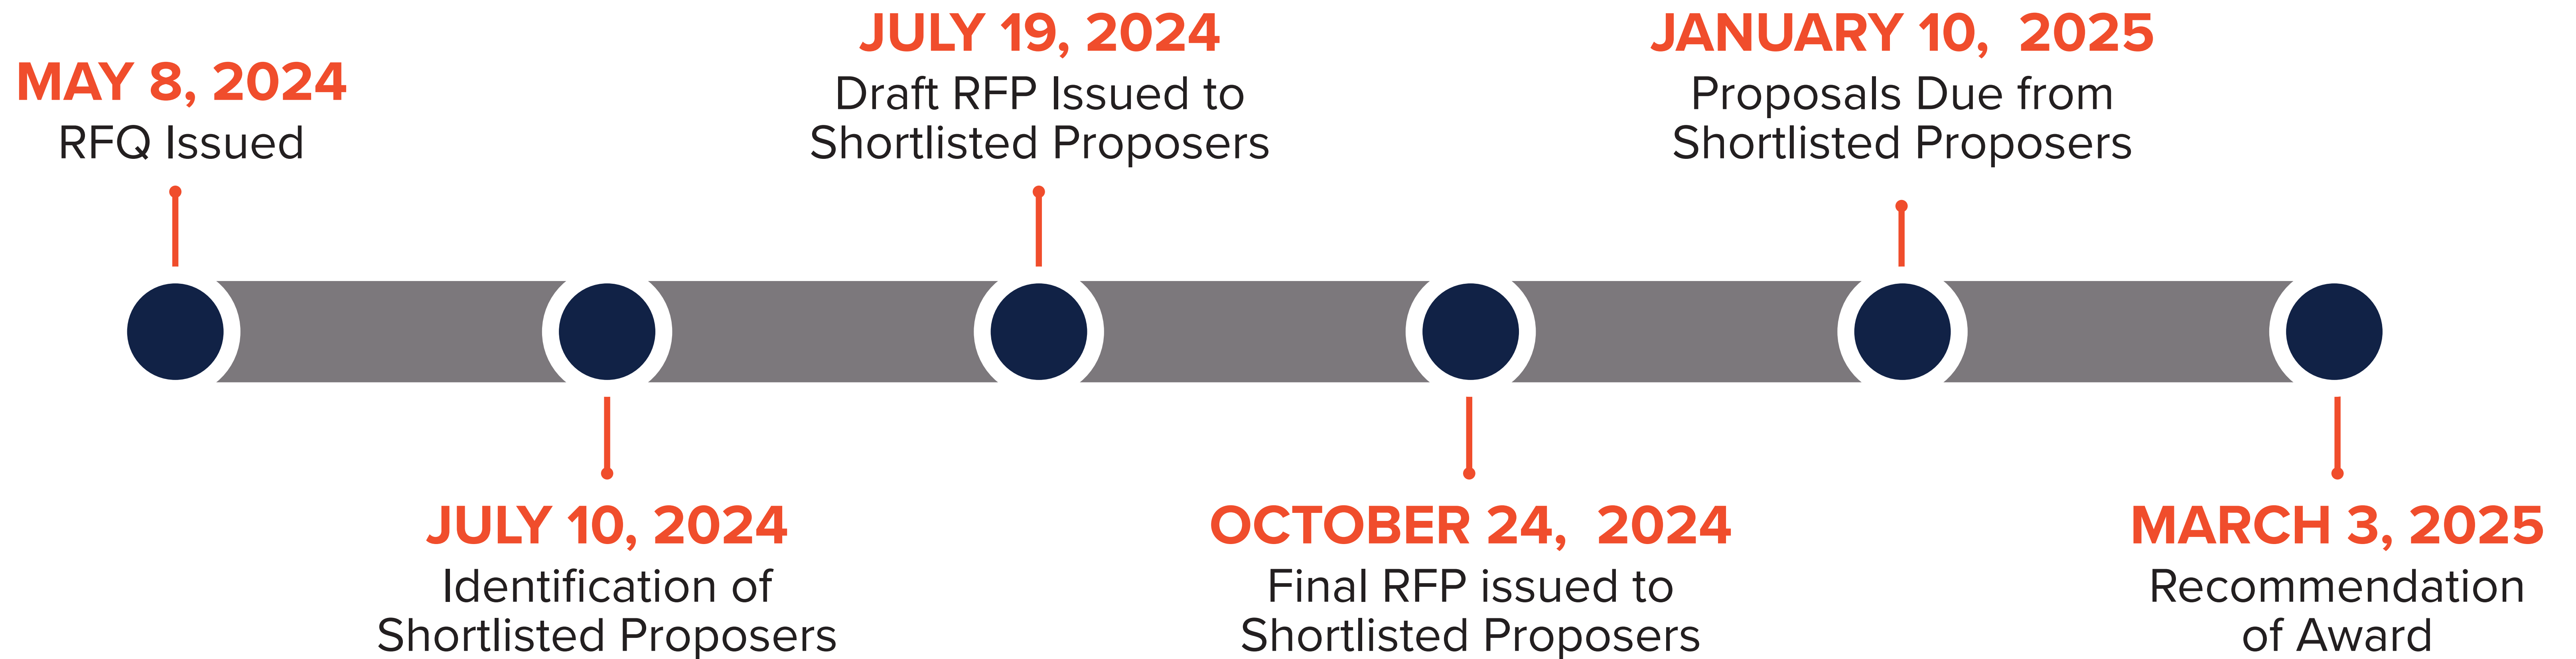 MAY 8, 2024
RFQ Issued
JULY 10, 2024
Identification of
Shortlisted Proposers
JULY 19, 2024
Draft RFP Issued to
Shortlisted Proposers
OCTOBER 24, 2024
Final RFP issued to
Shortlisted Proposers
JANUARY 10, 2025
Proposals Due from
Shortlisted Proposers
MARCH 3, 2025
Recommendation
of Award